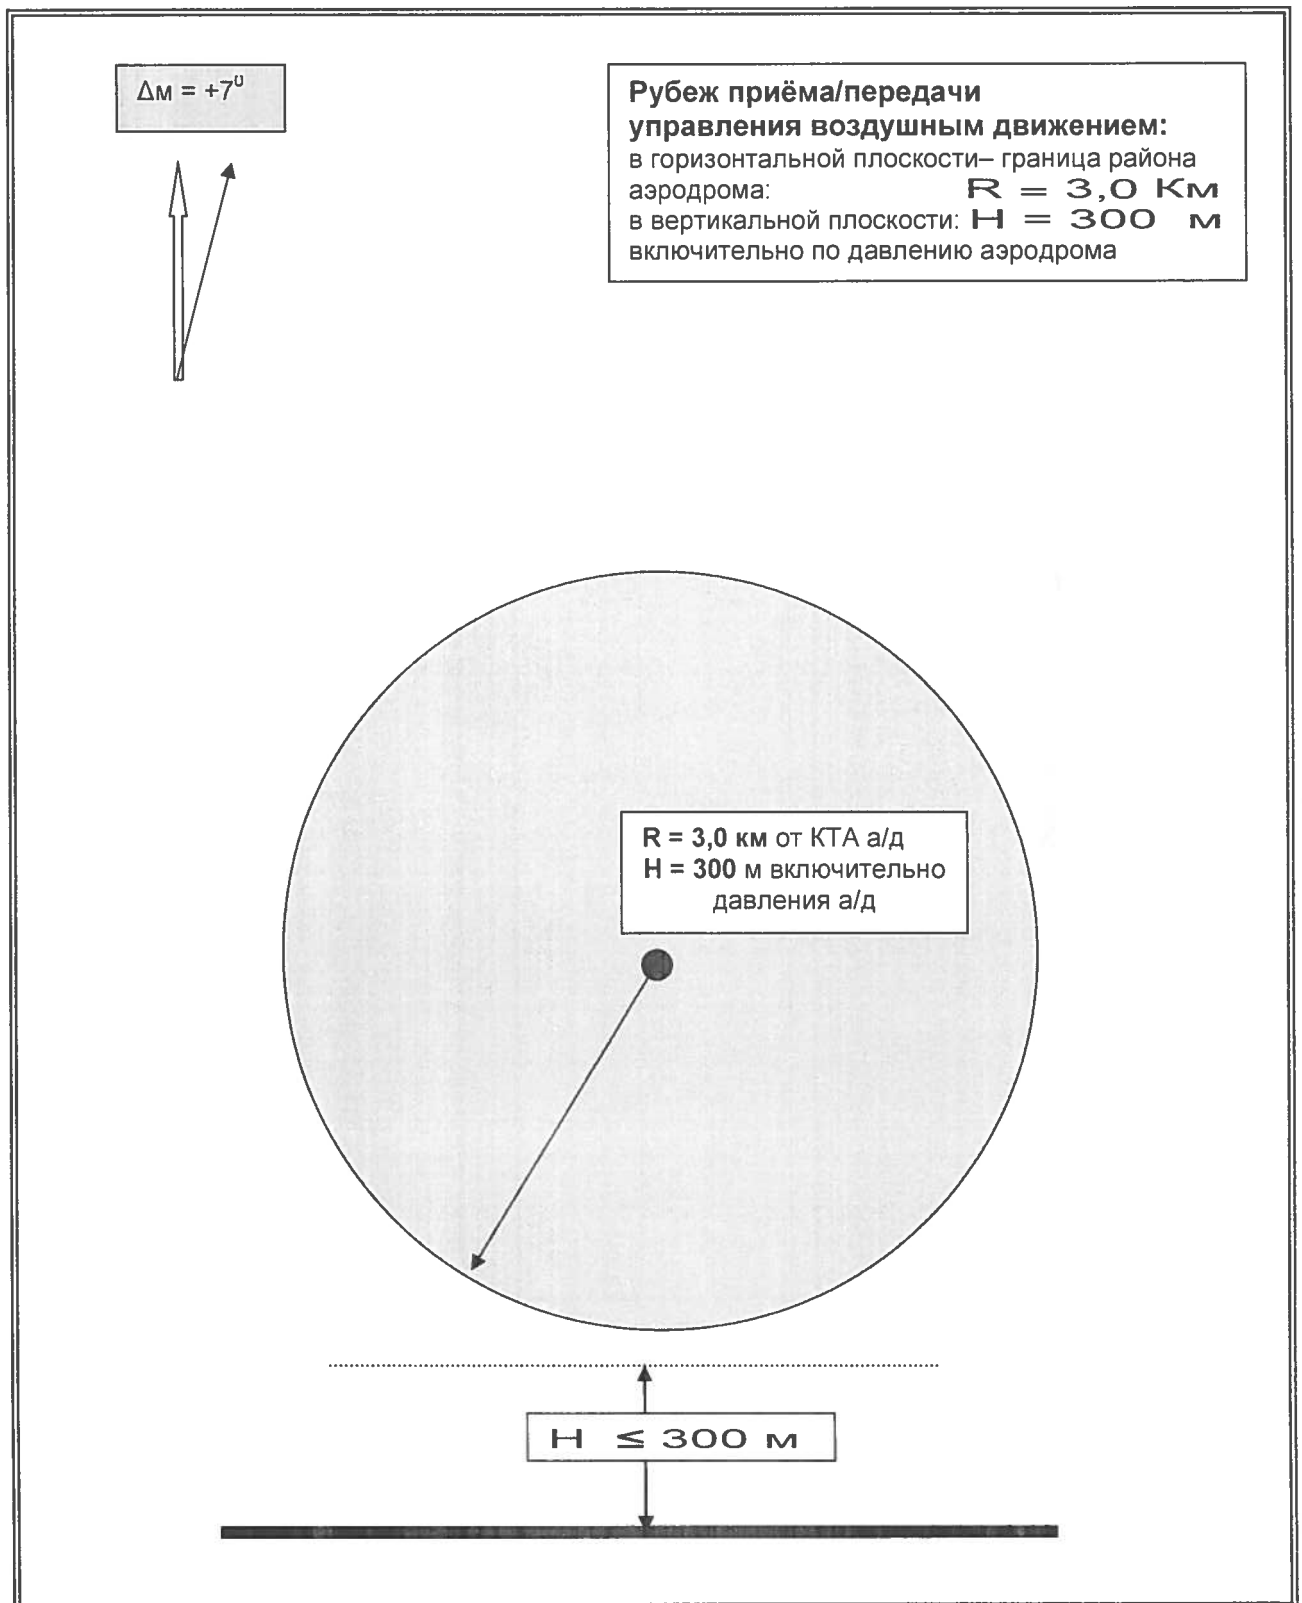 Δм = +7⁰
Рубеж приёма/передачи
управления воздушным движением:
в горизонтальной плоскости– граница района
аэродрома: R = 3,0 Км
в вертикальной плоскости: H = 300 м
включительно по давлению аэродрома
R = 3,0 км от КТА а/д
H = 300 м включительно
давления а/д
H ≤ 300 м